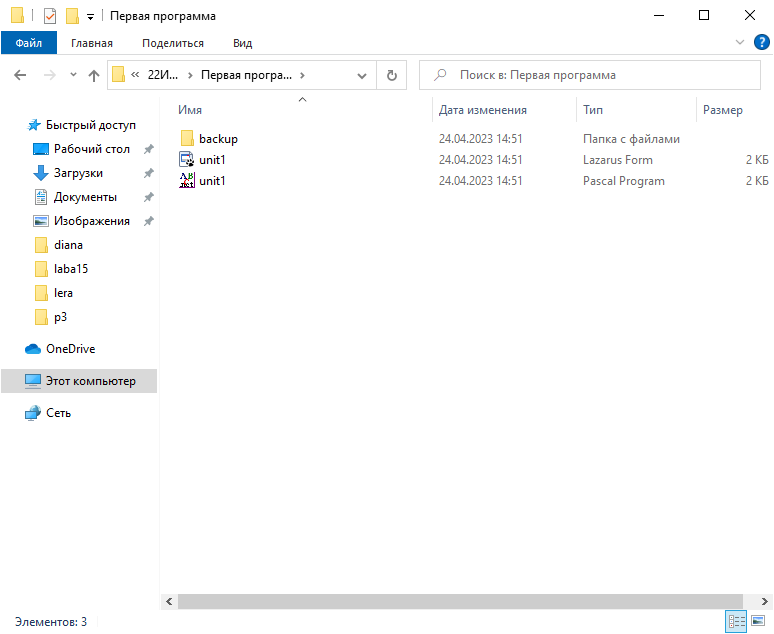 Первая программа
Файл Главная Поделиться Вид
« 22И... › Первая програ... › Поиск в: Первая программа
Имя Дата изменения Тип Размер
Быстрый доступ
Рабочий стол
Загрузки
Документы
Изображения
diana
laba15
lera
p3
OneDrive
Этот компьютер
Сеть
backup 24.04.2023 14:51 Папка с файлами
unit1 24.04.2023 14:51 Lazarus Form 2 КБ
unit1 24.04.2023 14:51 Pascal Program 2 КБ
Элементов: 3